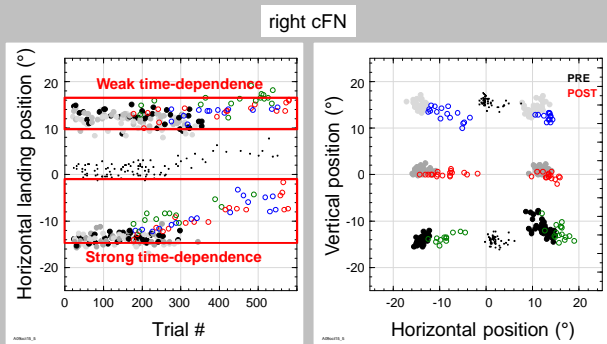 right cFN
Horizontal landing position (°)
20
10
0
-10
-20
Weak time-dependence
Strong time-dependence
0
100
200
300
400
500
Trial #
Vertical position (°)
20
10
0
-10
-20
PRE
POST
-20
-10
0
10
20
Horizontal position (°)